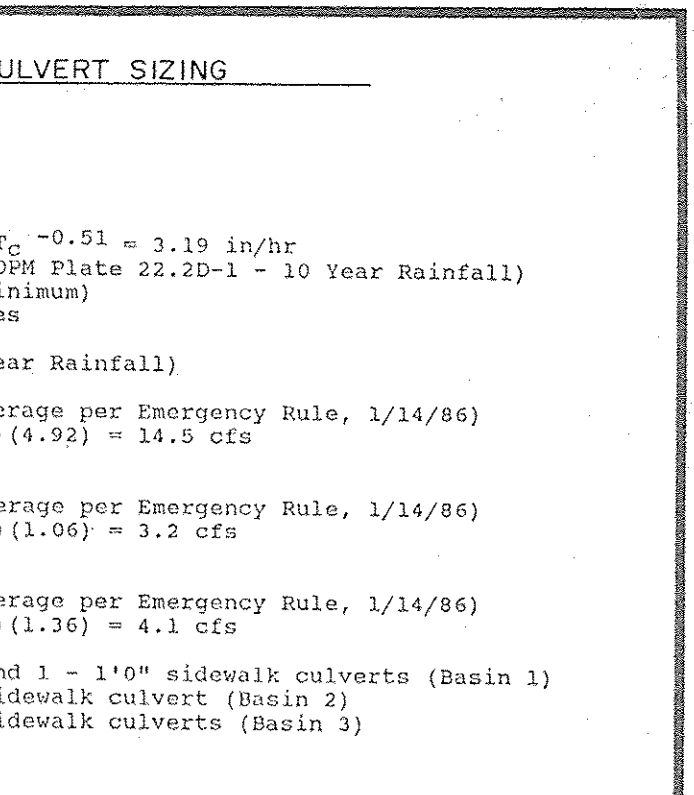 ULVERT SIZING
Tc -0.51 = 3.19 in/hr
DPM Plate 22.2D-1 - 10 Year Rainfall)
inimum)
es
ear Rainfall)
erage per Emergency Rule, 1/14/86)
(4.92) = 14.5 cfs
erage per Emergency Rule, 1/14/86)
(1.06) = 3.2 cfs
erage per Emergency Rule, 1/14/86)
(1.36) = 4.1 cfs
nd 1 - 1'0" sidewalk culverts (Basin 1)
idewalk culvert (Basin 2)
idewalk culverts (Basin 3)